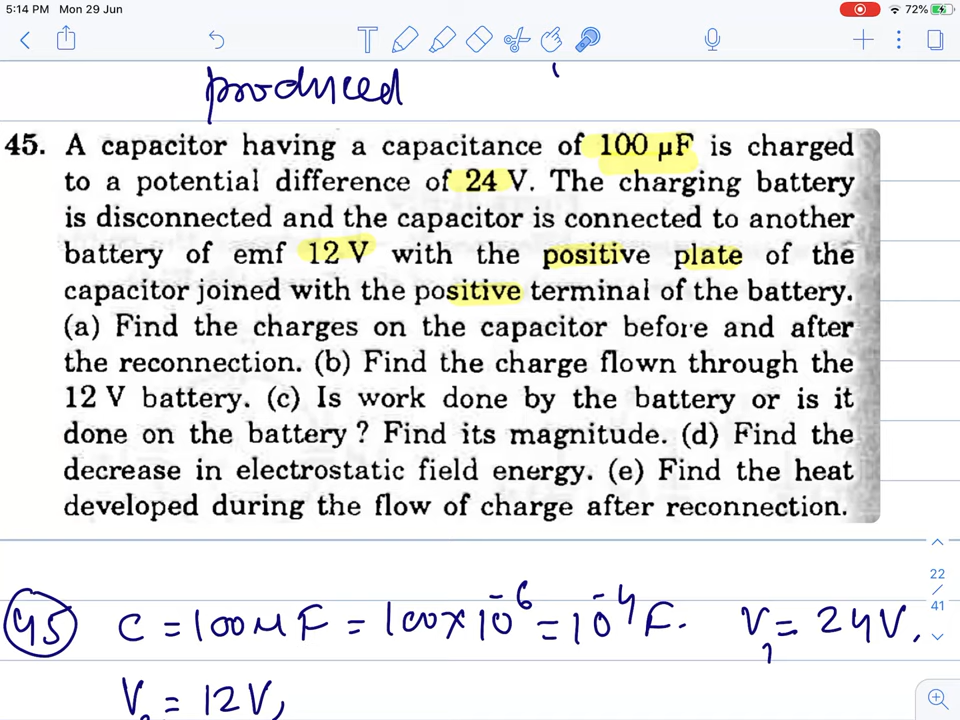 5:14 PM Mon 29 Jun
72%
T
produced
45. A capacitor having a capacitance of 100 μF is charged
to a potential difference of 24 V. The charging battery
is disconnected and the capacitor is connected to another
battery of emf 12 V with the positive plate of the
capacitor joined with the positive terminal of the battery.
(a) Find the charges on the capacitor before and after
the reconnection. (b) Find the charge flown through the
12 V battery. (c) Is work done by the battery or is it
done on the battery ? Find its magnitude. (d) Find the
decrease in electrostatic field energy. (e) Find the heat
developed during the flow of charge after reconnection.
22
/
41
45 C = 100 μF = 100 × 10⁻⁶ = 10⁻⁴ F. V₁ = 24V,
V₂ = 12V,